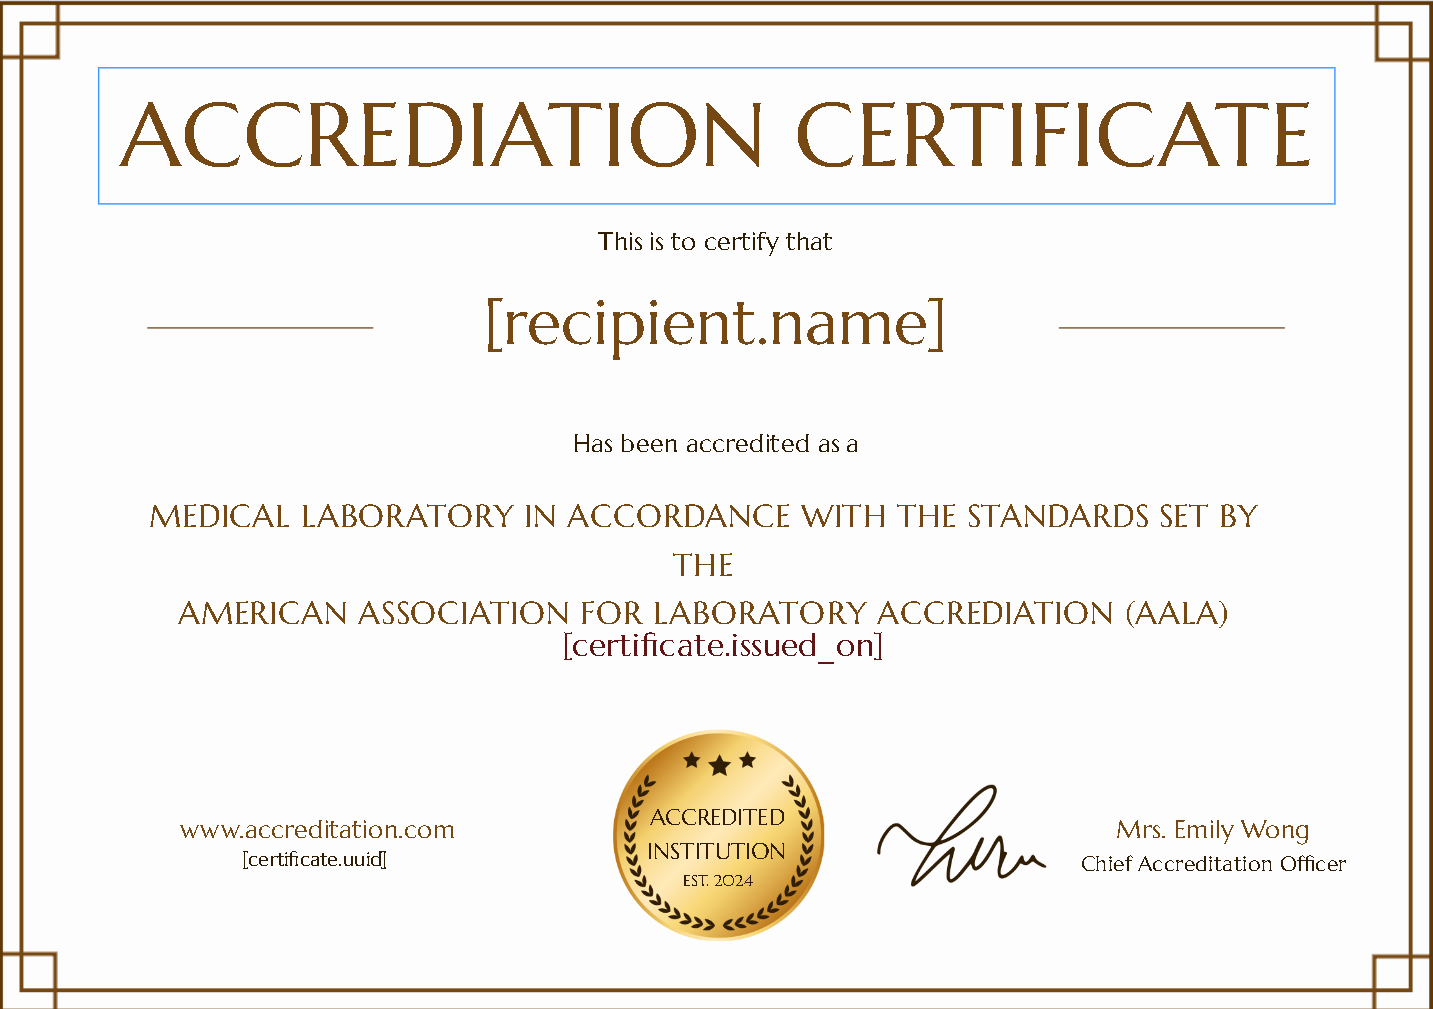 ACCREDIATION CERTIFICATE
This is to certify that
[recipient.name]
Has been accredited as a
MEDICAL LABORATORY IN ACCORDANCE WITH THE STANDARDS SET BY
THE
AMERICAN ASSOCIATION FOR LABORATORY ACCREDIATION (AALA)
[certificate.issued_on]
www.accreditation.com
[certificate.uuid[
ACCREDITED
INSTITUTION
EST. 2024
Mrs. Emily Wong
Chief Accreditation Officer